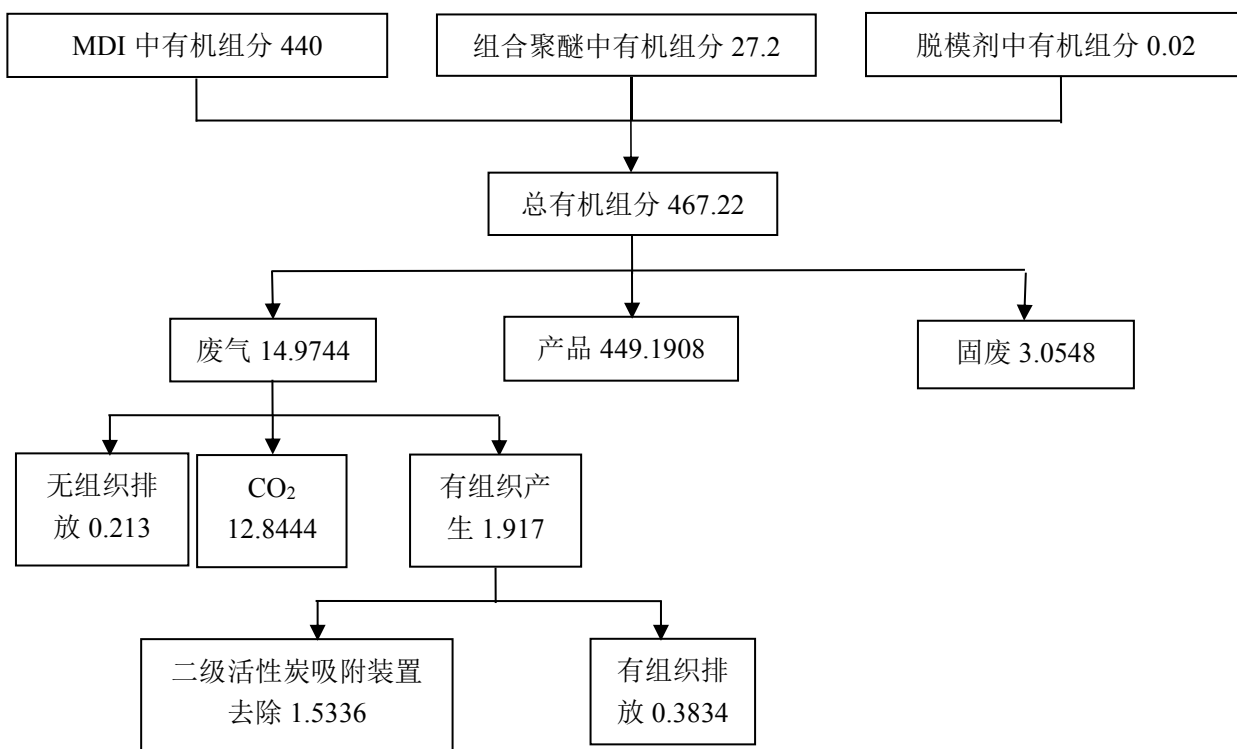 MDI 中有机组分 440
组合聚醚中有机组分 27.2
脱模剂中有机组分 0.02
总有机组分 467.22
废气 14.9744
产品 449.1908
固废 3.0548
无组织排
放 0.213
CO₂
12.8444
有组织产
生 1.917
二级活性炭吸附装置
去除 1.5336
有组织排
放 0.3834